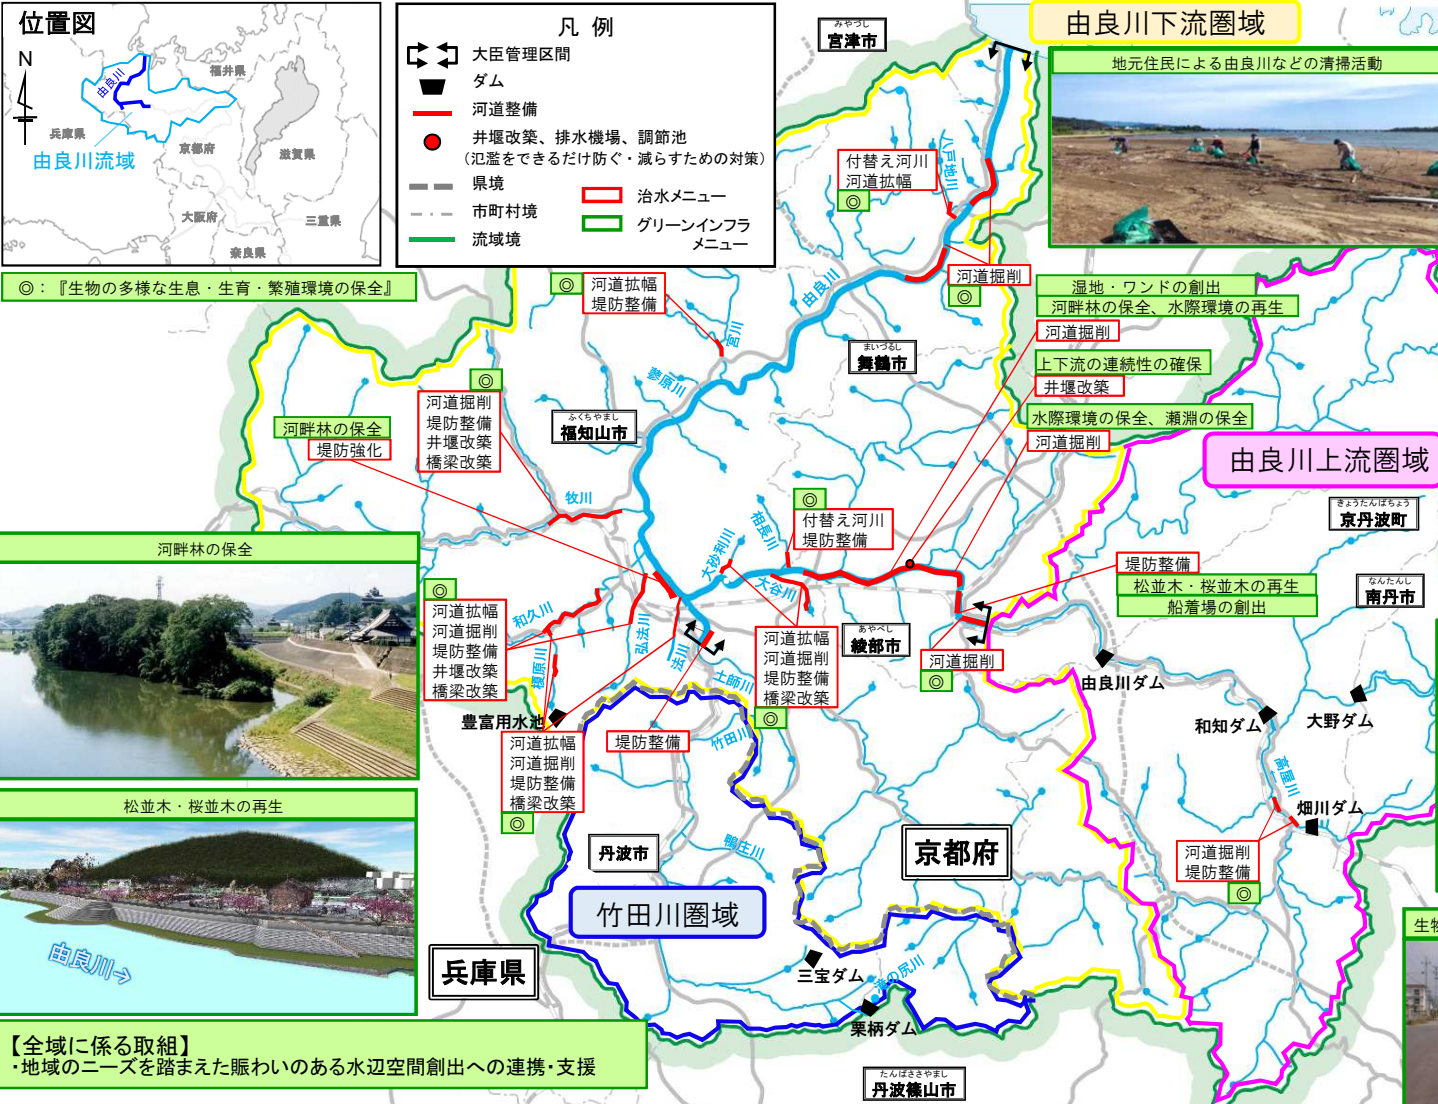 位置図
N
由良川
福井県
兵庫県
由良川流域
京都府
滋賀県
大阪府
三重県
奈良県
凡 例
大臣管理区間
ダム
河道整備
井堰改築、排水機場、調節池
(氾濫をできるだけ防ぐ・減らすための対策)
県境
市町村境
流域境
治水メニュー
グリーンインフラ
メニュー
◎：『生物の多様な生息・生育・繁殖環境の保全』
みやづし
宮津市
由良川下流圏域
地元住民による由良川などの清掃活動
付替え河川
河道拡幅
◎
八戸地川
河道掘削
◎
由良川
◎
河道拡幅
堤防整備
宮川
蓼原川
まいづるし
舞鶴市
湿地・ワンドの創出
河畔林の保全、水際環境の再生
河道掘削
上下流の連続性の確保
井堰改築
水際環境の保全、瀬淵の保全
河道掘削
由良川上流圏域
◎
河道掘削
堤防整備
井堰改築
橋梁改築
ふくちやまし
福知山市
河畔林の保全
堤防強化
牧川
◎
付替え河川
堤防整備
相長川
大砂利川
大谷川
きょうたんばちょう
京丹波町
なんたんし
南丹市
堤防整備
松並木・桜並木の再生
船着場の創出
河畔林の保全
◎
河道拡幅
河道掘削
堤防整備
井堰改築
橋梁改築
和久川
榎原川
弘法川
法川
土師川
竹田川
河道拡幅
河道掘削
堤防整備
橋梁改築
◎
あやべし
綾部市
河道掘削
◎
由良川ダム
和知ダム
大野ダム
高屋川
畑川ダム
河道掘削
堤防整備
◎
豊富用水池
河道拡幅
河道掘削
堤防整備
橋梁改築
◎
堤防整備
松並木・桜並木の再生
由良川→
丹波市
鴨庄川
京都府
竹田川圏域
兵庫県
三宝ダム
滝の尻川
栗柄ダム
たんばささやまし
丹波篠山市
生物
【全域に係る取組】
・地域のニーズを踏まえた賑わいのある水辺空間創出への連携・支援